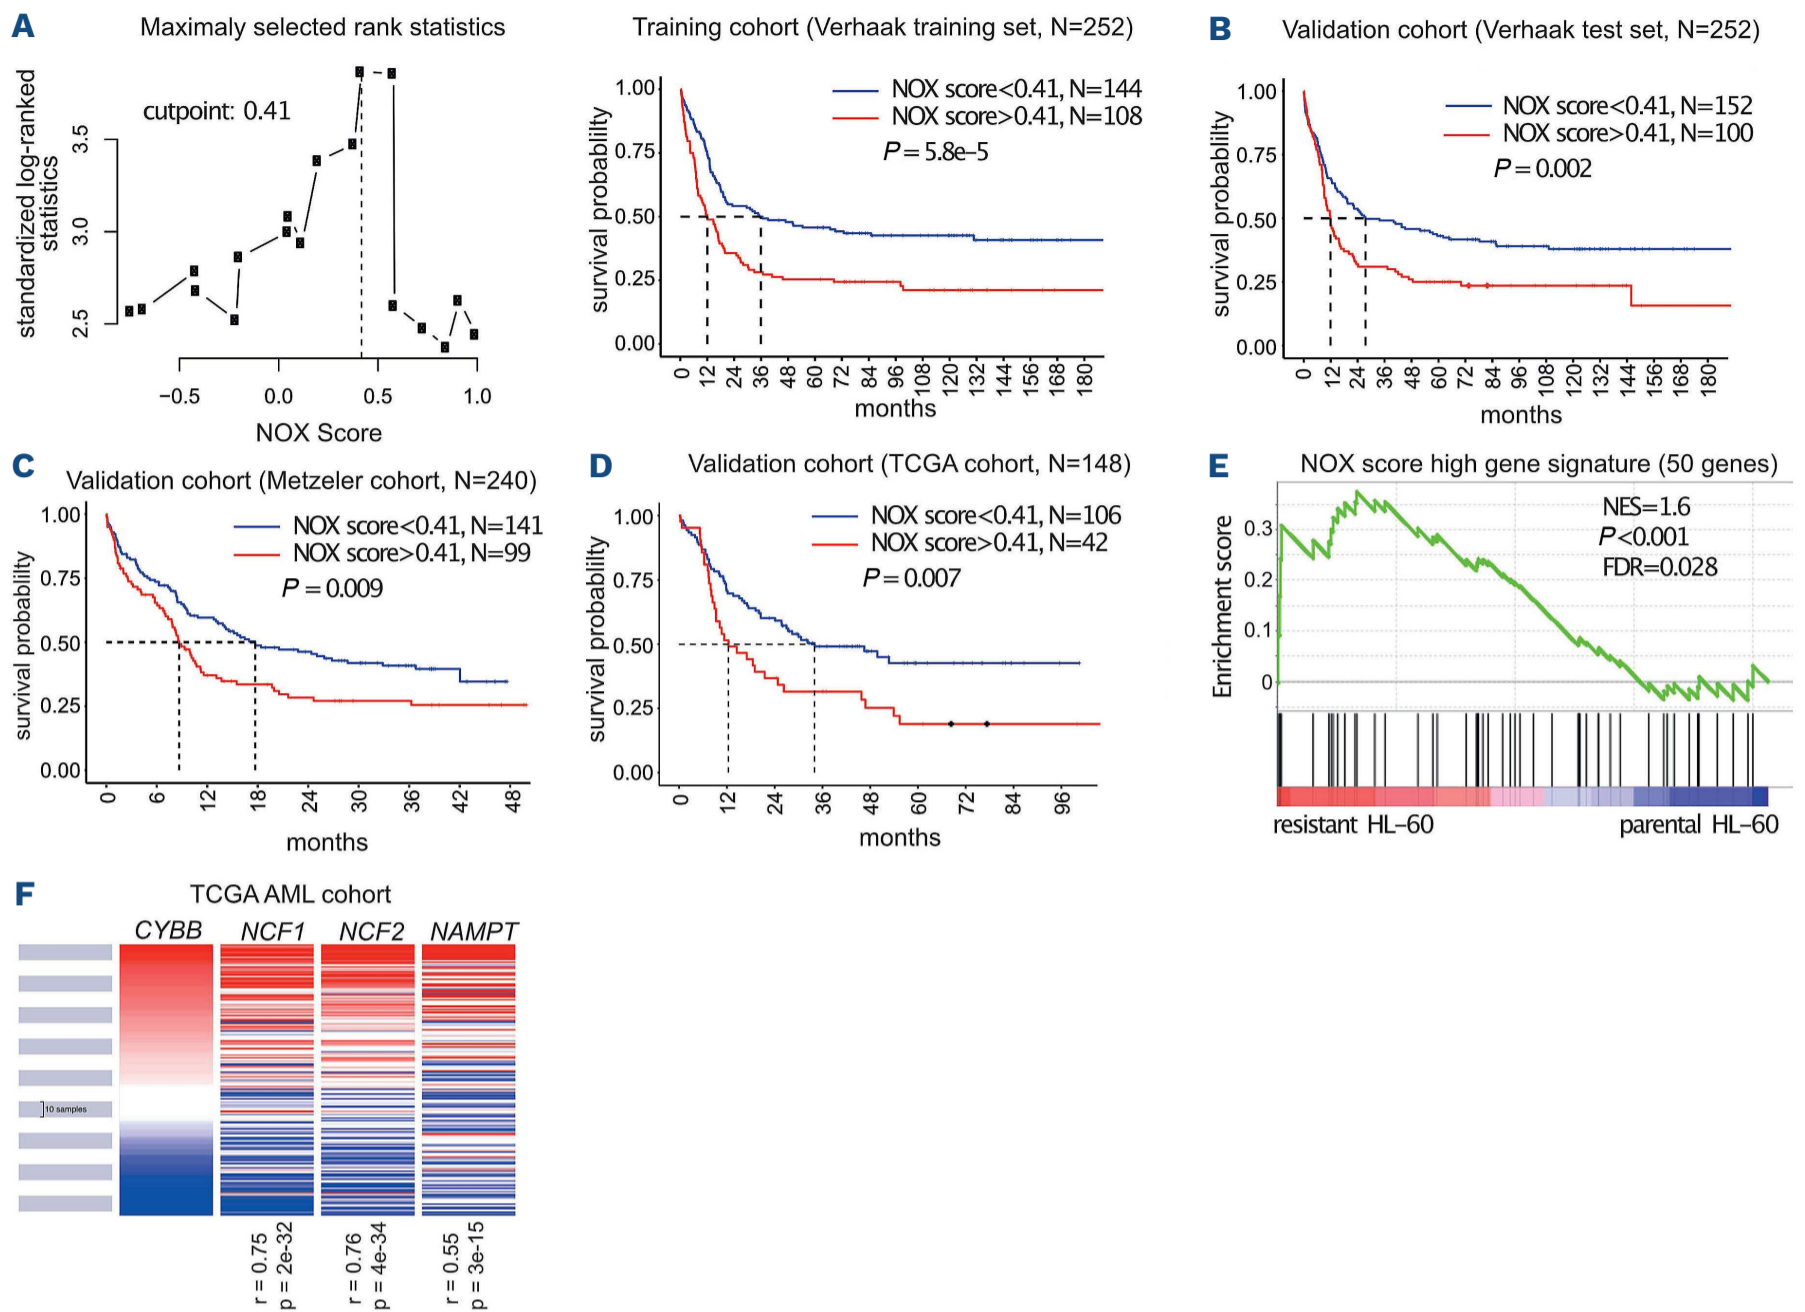 A
Maximaly selected rank statistics
cutpoint: 0.41
standardized log-ranked
statistics
3.5
3.0
2.5
−0.5
0.0
0.5
1.0
NOX Score
Training cohort (Verhaak training set, N=252)
NOX score<0.41, N=144
NOX score>0.41, N=108
P = 5.8e–5
survival probability
1.00
0.75
0.50
0.25
0.00
0
12
24
36
48
60
72
84
96
108
120
132
144
156
168
180
months
B
Validation cohort (Verhaak test set, N=252)
NOX score<0.41, N=152
NOX score>0.41, N=100
P = 0.002
survival probability
1.00
0.75
0.50
0.25
0.00
0
12
24
36
48
60
72
84
96
108
120
132
144
156
168
180
months
C
Validation cohort (Metzeler cohort, N=240)
NOX score<0.41, N=141
NOX score>0.41, N=99
P = 0.009
survival probability
1.00
0.75
0.50
0.25
0.00
0
6
12
18
24
30
36
42
48
months
D
Validation cohort (TCGA cohort, N=148)
NOX score<0.41, N=106
NOX score>0.41, N=42
P = 0.007
survival probability
1.00
0.75
0.50
0.25
0.00
0
12
24
36
48
60
72
84
96
months
E
NOX score high gene signature (50 genes)
NES=1.6
P<0.001
FDR=0.028
Enrichment score
0.3
0.2
0.1
0
resistant HL–60
parental HL–60
F
TCGA AML cohort
CYBB
NCF1
NCF2
NAMPT
10 samples
r = 0.75
p = 2e-32
r = 0.76
p = 4e-34
r = 0.55
p = 3e-15